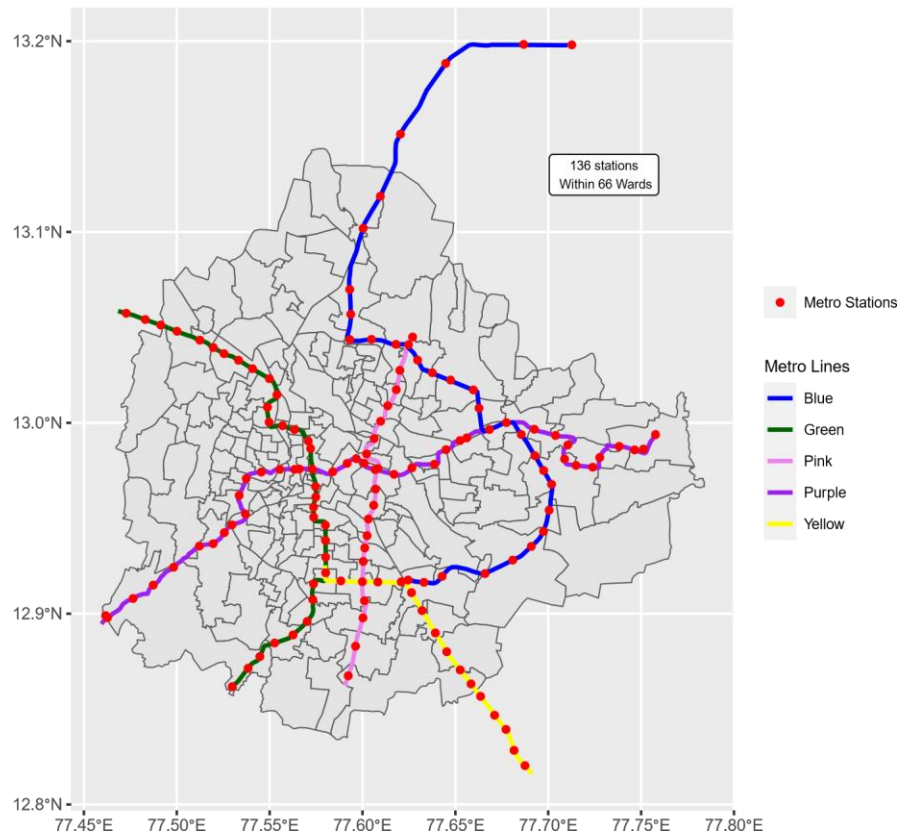 13.2°N
136 stations
Within 66 Wards
13.1°N
Metro Stations
Metro Lines
Blue
13.0°N
Green
Pink
Purple
Yellow
12.9°N
12.8°N
77.45°E 77.50°E 77.55°E 77.60°E 77.65°E 77.70°E 77.75°E 77.80°E